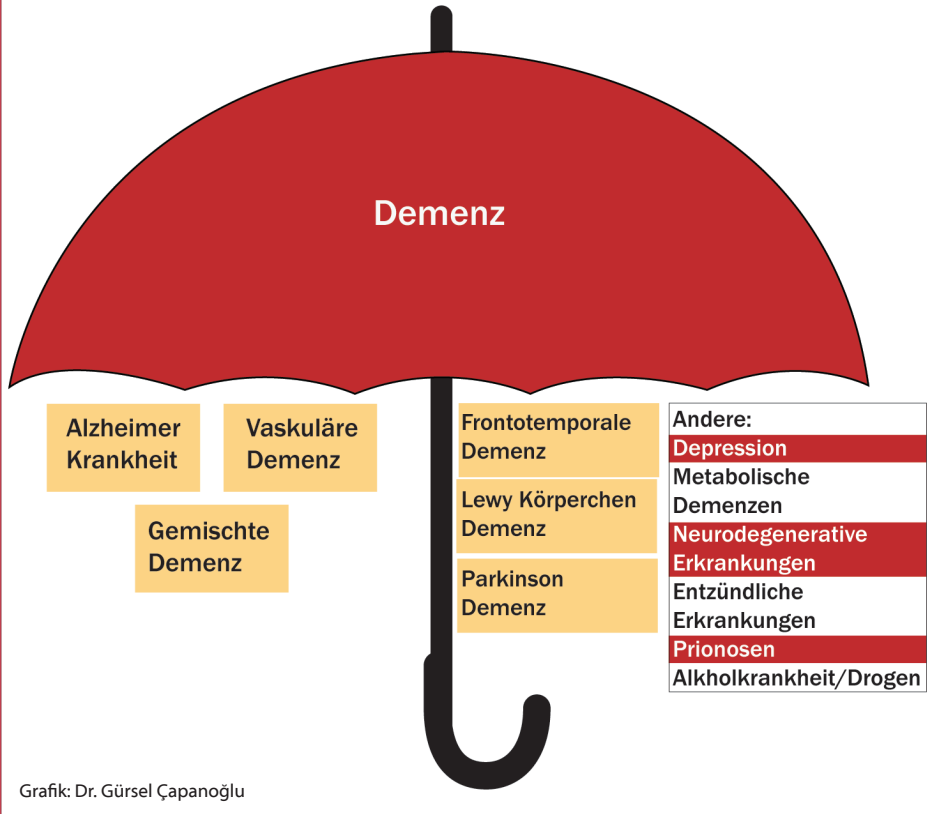 Demenz
Alzheimer
Krankheit
Vaskuläre
Demenz
Gemischte
Demenz
Frontotemporale
Demenz
Lewy Körperchen
Demenz
Parkinson
Demenz
Andere:
Depression
Metabolische
Demenzen
Neurodegenerative
Erkrankungen
Entzündliche
Erkrankungen
Prionosen
Alkholkrankheit/Drogen
Grafik: Dr. Gürsel Çapanoğlu